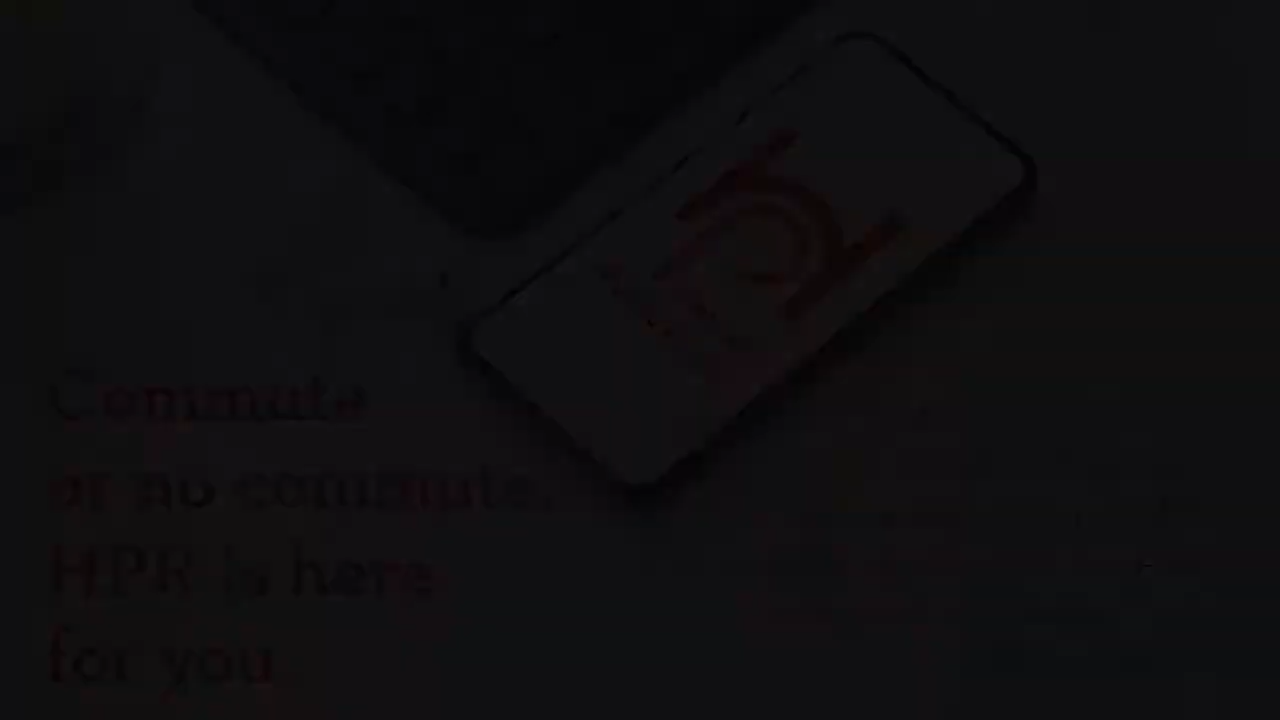 Commute
or no commute,
HPR is here
for you